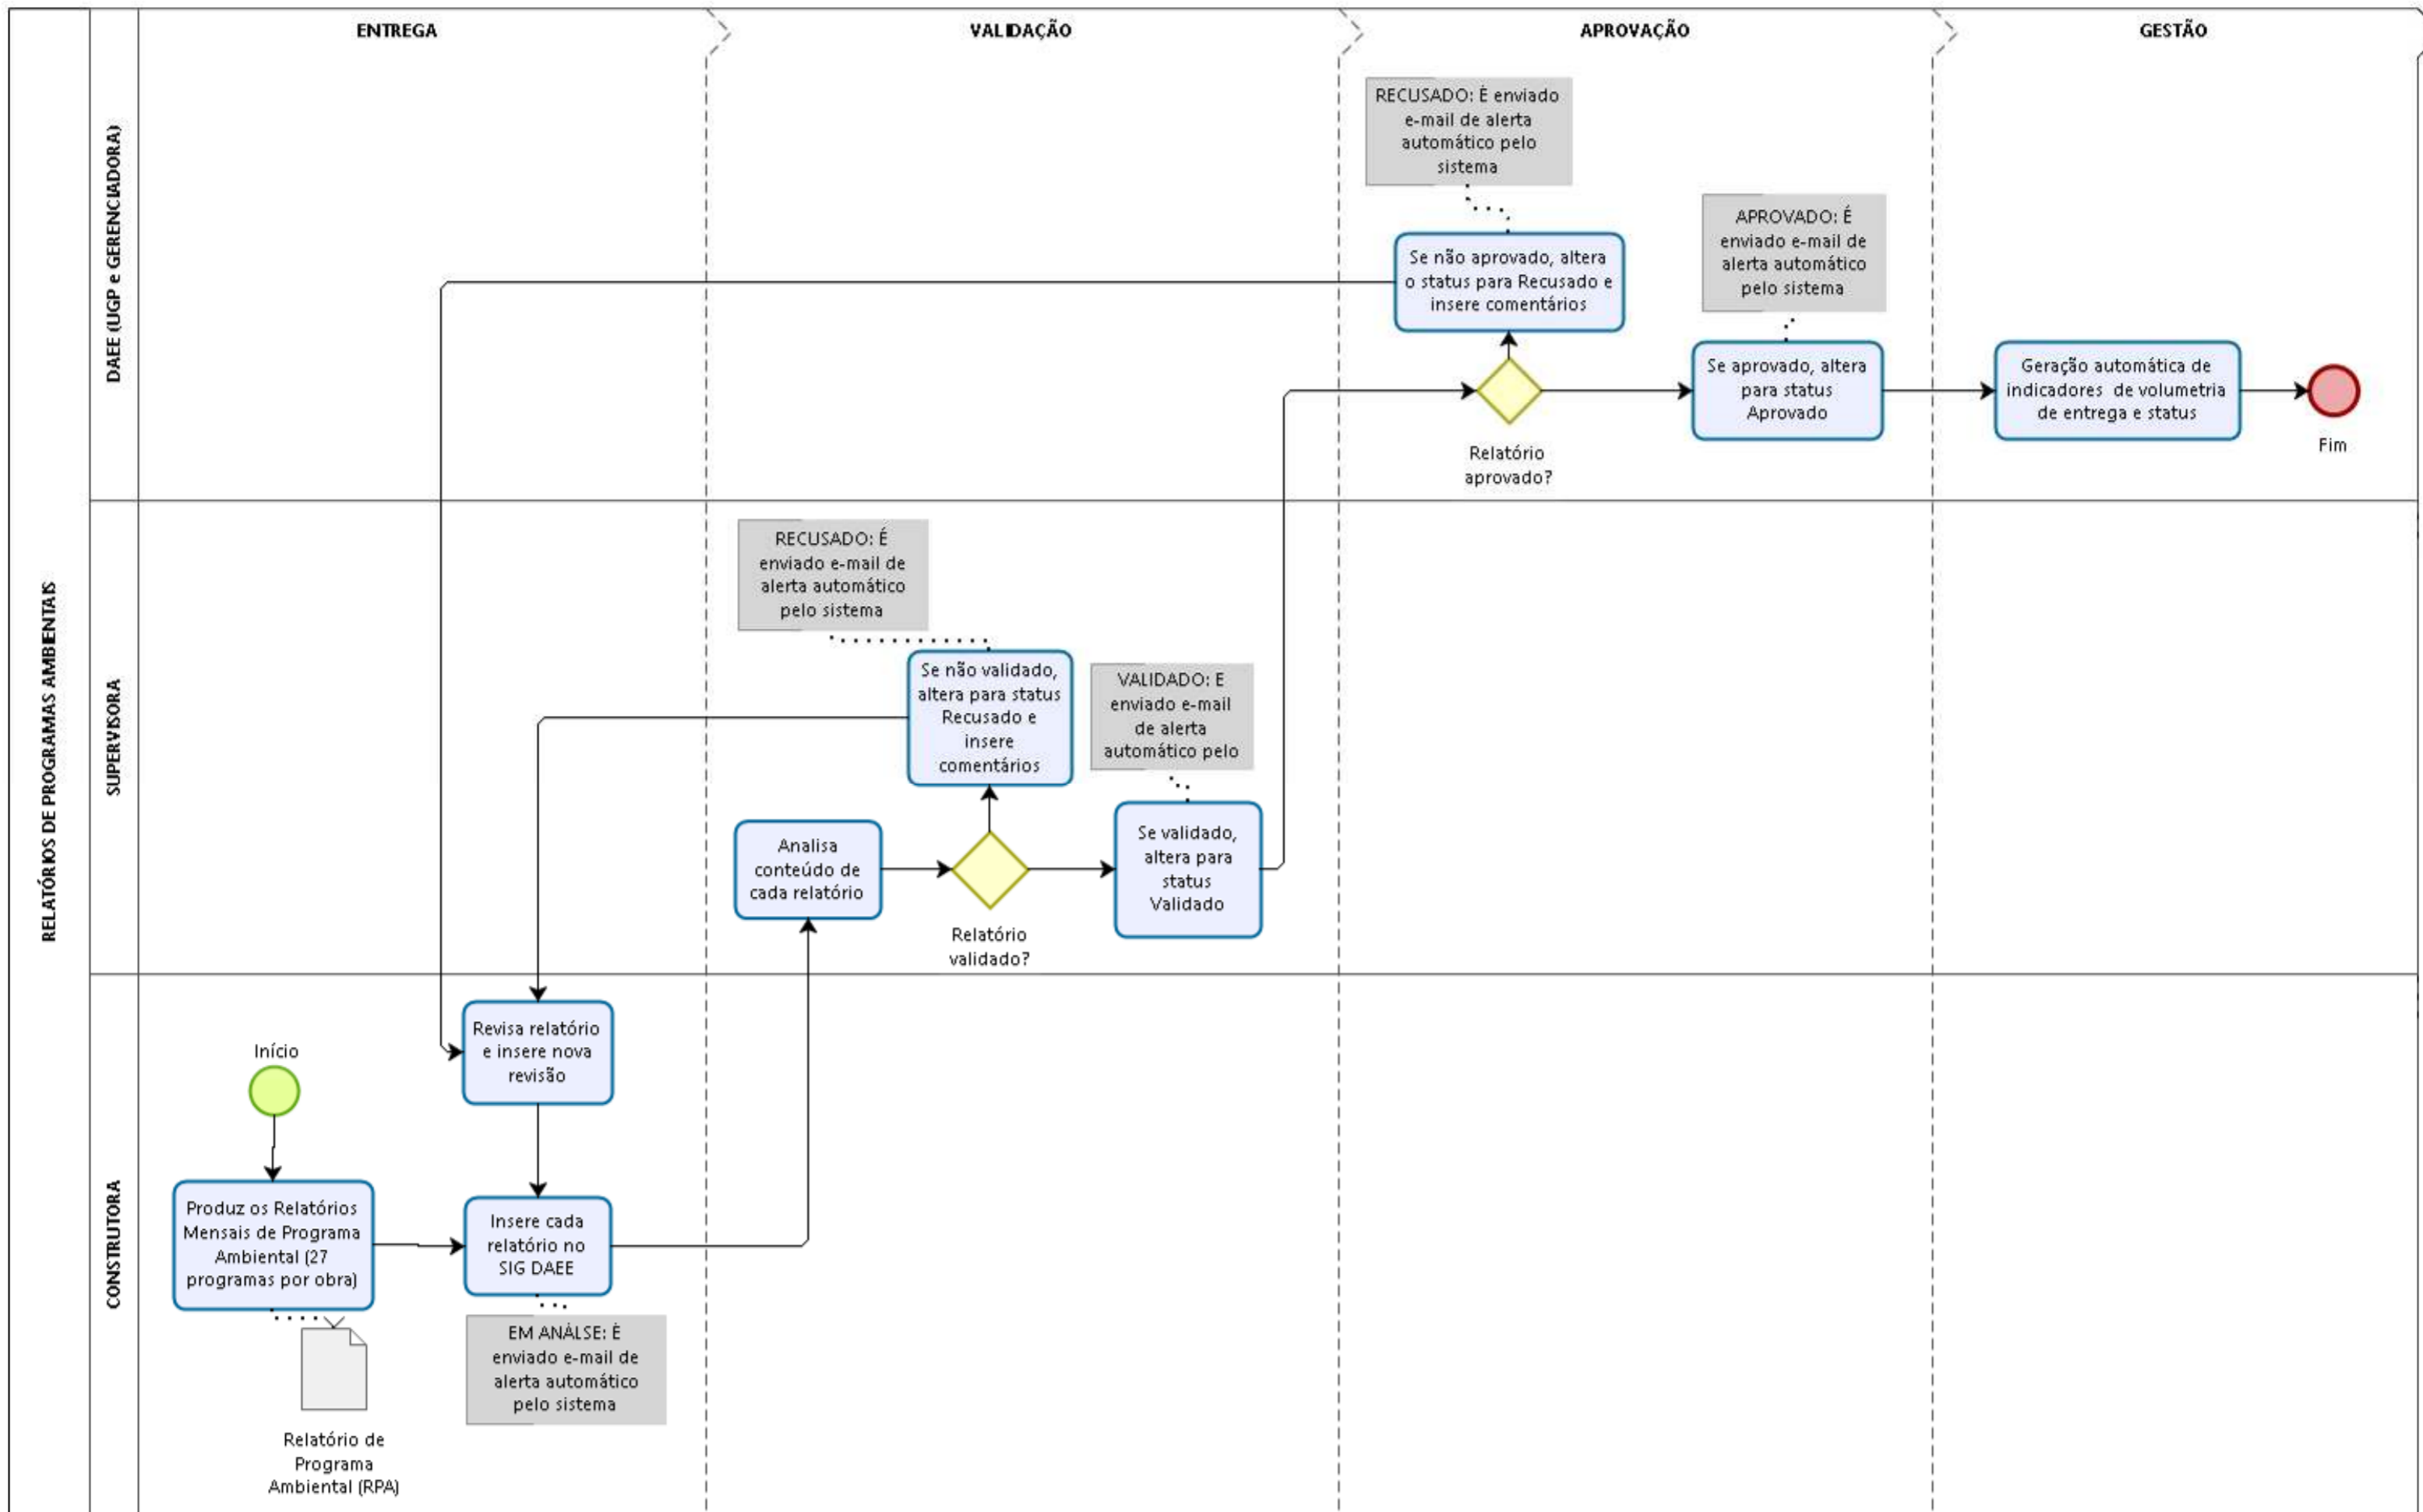 ENTREGA
VALIDAÇÃO
APROVAÇÃO
GESTÃO
RELATÓRIOS DE PROGRAMAS AMBIENTAIS
DAEE (UGP e GERENCIADORA)
RECUSADO: É enviado
e-mail de alerta
automático pelo
sistema
APROVADO: É
enviado e-mail de
alerta automático
pelo sistema
Se não aprovado, altera
o status para Recusado e
insere comentários
Se aprovado, altera
para status
Aprovado
Geração automática de
indicadores de volumetria
de entrega e status
Relatório
aprovado?
Fim
SUPERVISORA
RECUSADO: É
enviado e-mail de
alerta automático
pelo sistema
Se não validado,
altera para status
Recusado e
insere
comentários
VALIDADO: E
enviado e-mail
de alerta
automático pelo
Analisa
conteúdo de
cada relatório
Se validado,
altera para
status
Validado
Relatório
validado?
CONSTRUTORA
Início
Revisa relatório
e insere nova
revisão
Produz os Relatórios
Mensais de Programa
Ambiental (27
programas por obra)
Insere cada
relatório no
SIG DAEE
EM ANÁLSE: É
enviado e-mail de
alerta automático
pelo sistema
Relatório de
Programa
Ambiental (RPA)